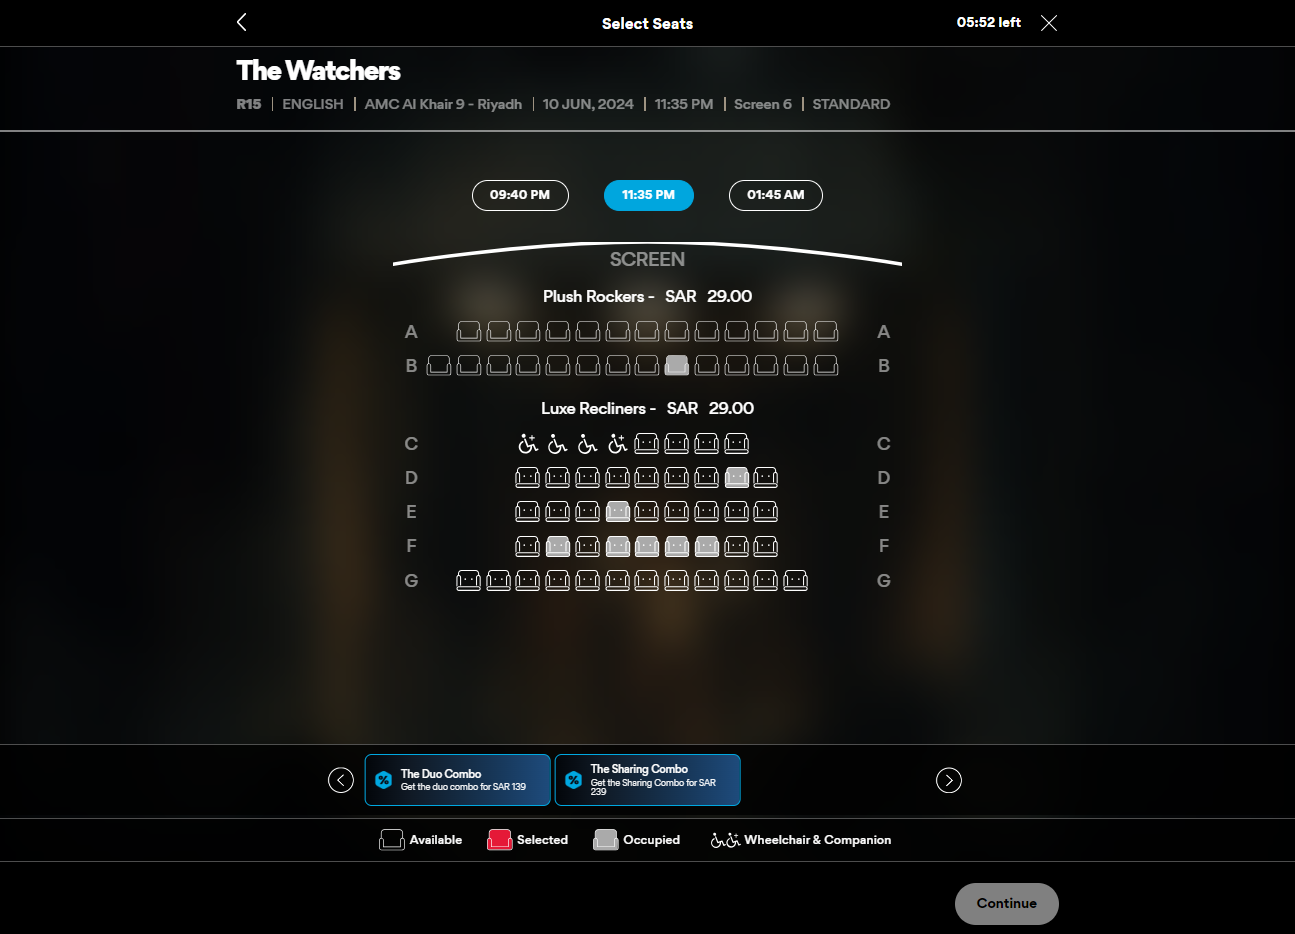 Select Seats
05:52 left
The Watchers
R15 | ENGLISH | AMC Al Khair 9 - Riyadh | 10 JUN, 2024 | 11:35 PM | Screen 6 | STANDARD
09:40 PM
11:35 PM
01:45 AM
SCREEN
Plush Rockers - SAR 29.00
A A
B B
Luxe Recliners - SAR 29.00
C C
D D
E E
F F
G G
The Duo Combo
Get the duo combo for SAR 139
The Sharing Combo
Get the Sharing Combo for SAR
239
Available
Selected
Occupied
Wheelchair & Companion
Continue